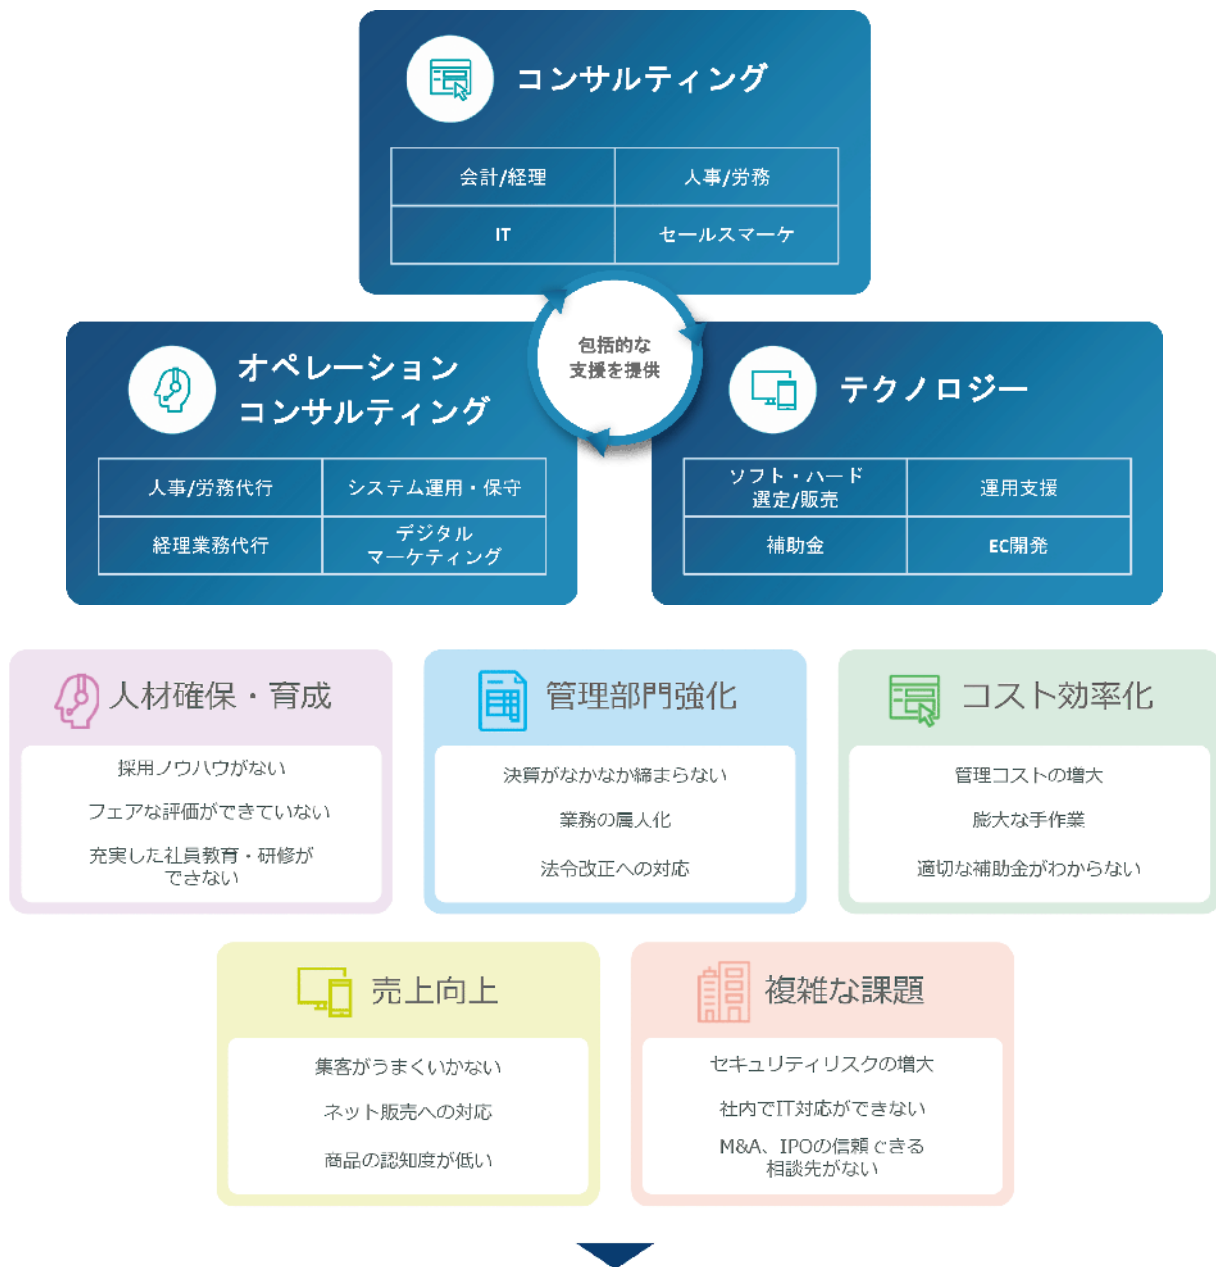 コンサルティング
会計/経理
人事/労務
IT
セールスマーケ
包括的な
支援を提供
オペレーション
コンサルティング
人事/労務代行
システム運用・保守
経理業務代行
デジタル
マーケティング
テクノロジー
ソフト・ハード
選定/販売
運用支援
補助金
EC開発
人材確保・育成
採用ノウハウがない
フェアな評価ができていない
充実した社員教育・研修が
できない
管理部門強化
決算がなかなか締まらない
業務の属人化
法令改正への対応
コスト効率化
管理コストの増大
膨大な手作業
適切な補助金がわからない
売上向上
集客がうまくいかない
ネット販売への対応
商品の認知度が低い
複雑な課題
セキュリティリスクの増大
社内でIT対応ができない
M&A、IPOの信頼できる
相談先がない